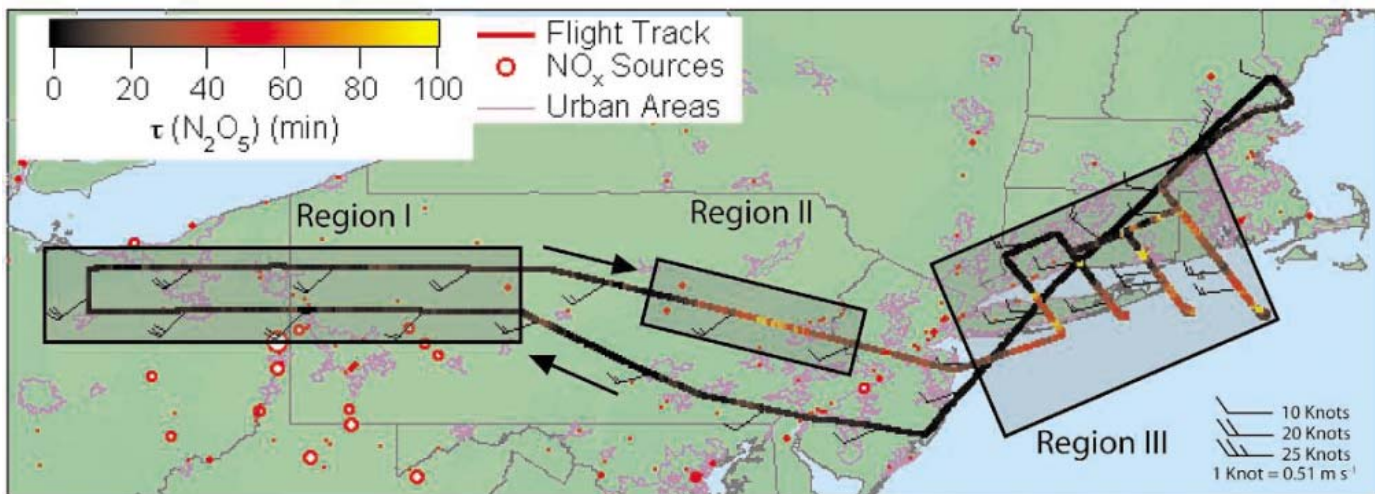 0 20 40 60 80 100
τ (N₂O₅) (min)
Flight Track
NOₓ Sources
Urban Areas
Region I
Region II
Region III
10 Knots
20 Knots
25 Knots
1 Knot = 0.51 m s⁻¹